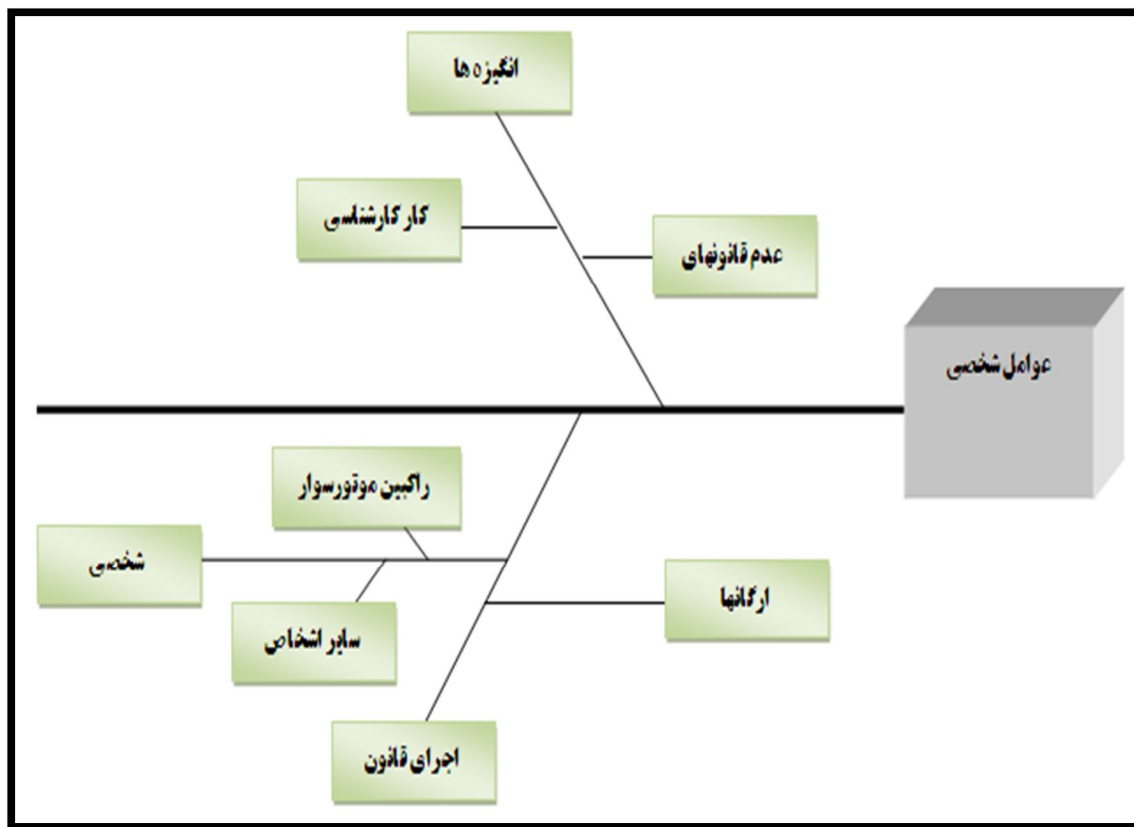 انگیزه ها
کار کارشناسی
عدم قانونهای
عوامل شخصی
راکبین موتورسوار
شخصی
ارگانها
سایر اشخاص
اجرای قانون